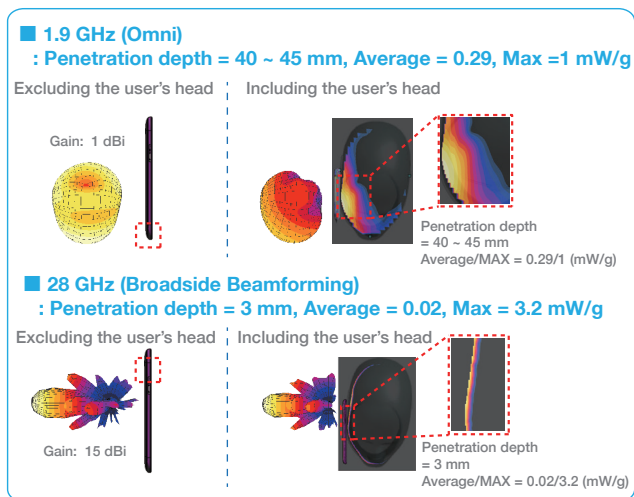 ■ 1.9 GHz (Omni)
: Penetration depth = 40 ~ 45 mm, Average = 0.29, Max =1 mW/g
Excluding the user's head
Including the user's head
Gain: 1 dBi
Penetration depth
= 40 ~ 45 mm
Average/MAX = 0.29/1 (mW/g)
■ 28 GHz (Broadside Beamforming)
: Penetration depth = 3 mm, Average = 0.02, Max = 3.2 mW/g
Excluding the user's head
Including the user's head
Gain: 15 dBi
Penetration depth
= 3 mm
Average/MAX = 0.02/3.2 (mW/g)